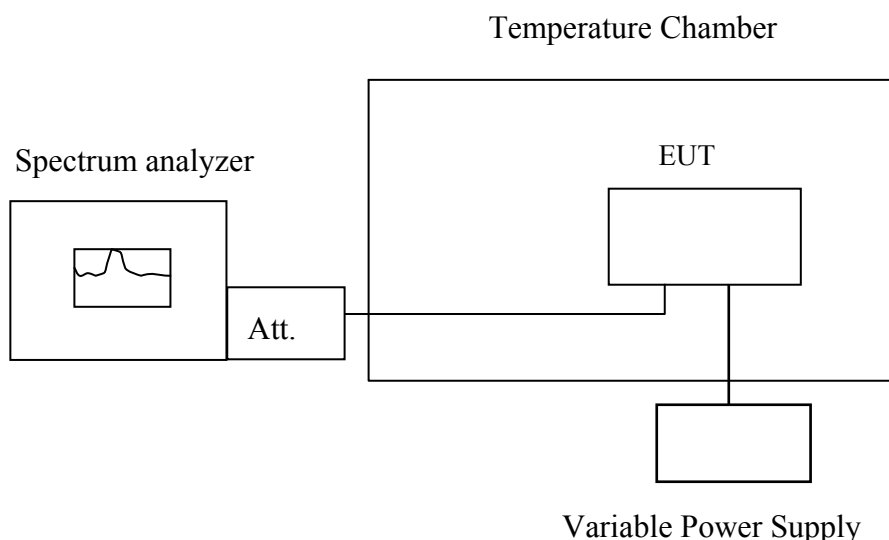 Temperature Chamber
Spectrum analyzer
EUT
Att.
Variable Power Supply